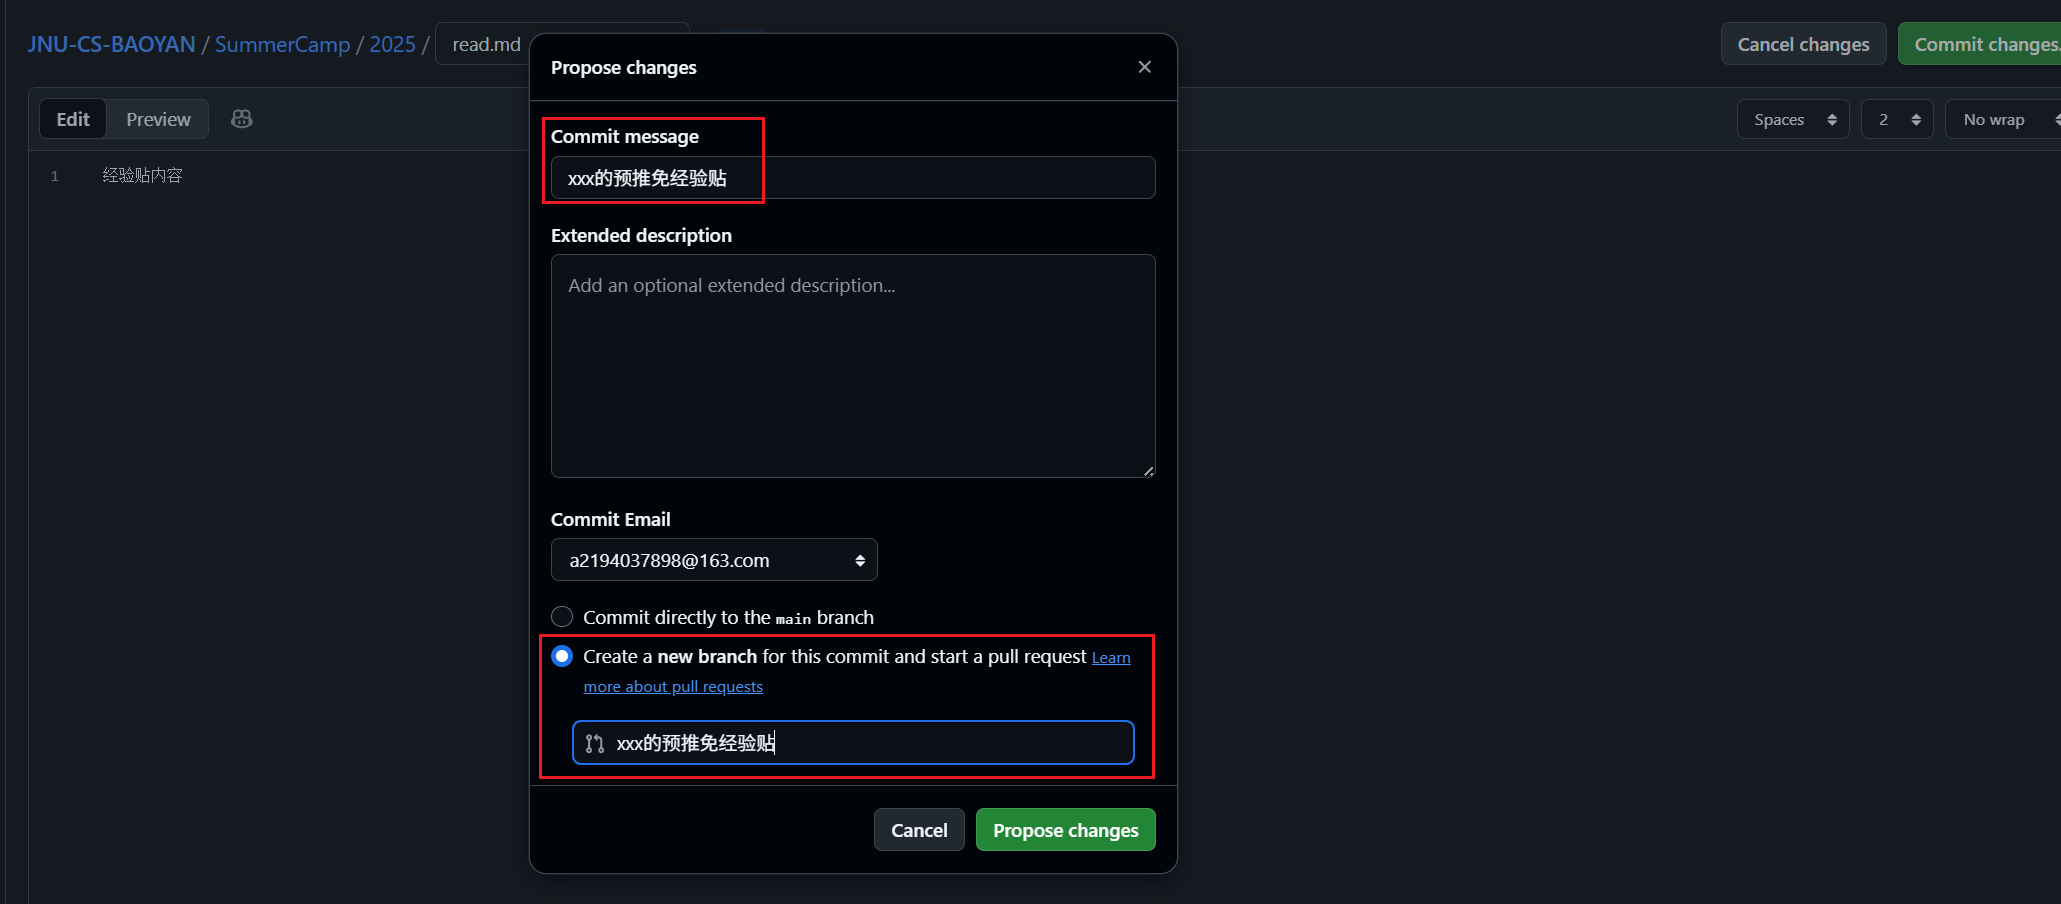 JNU-CS-BAOYAN / SummerCamp / 2025 / read.md
Cancel changes
Commit changes.
Edit
Preview
Spaces
2
No wrap
1 经验贴内容
Propose changes
Commit message
xxx的预推免经验贴
Extended description
Add an optional extended description...
Commit Email
a2194037898@163.com
Commit directly to the main branch
Create a new branch for this commit and start a pull request Learn
more about pull requests
xxx的预推免经验贴
Cancel
Propose changes